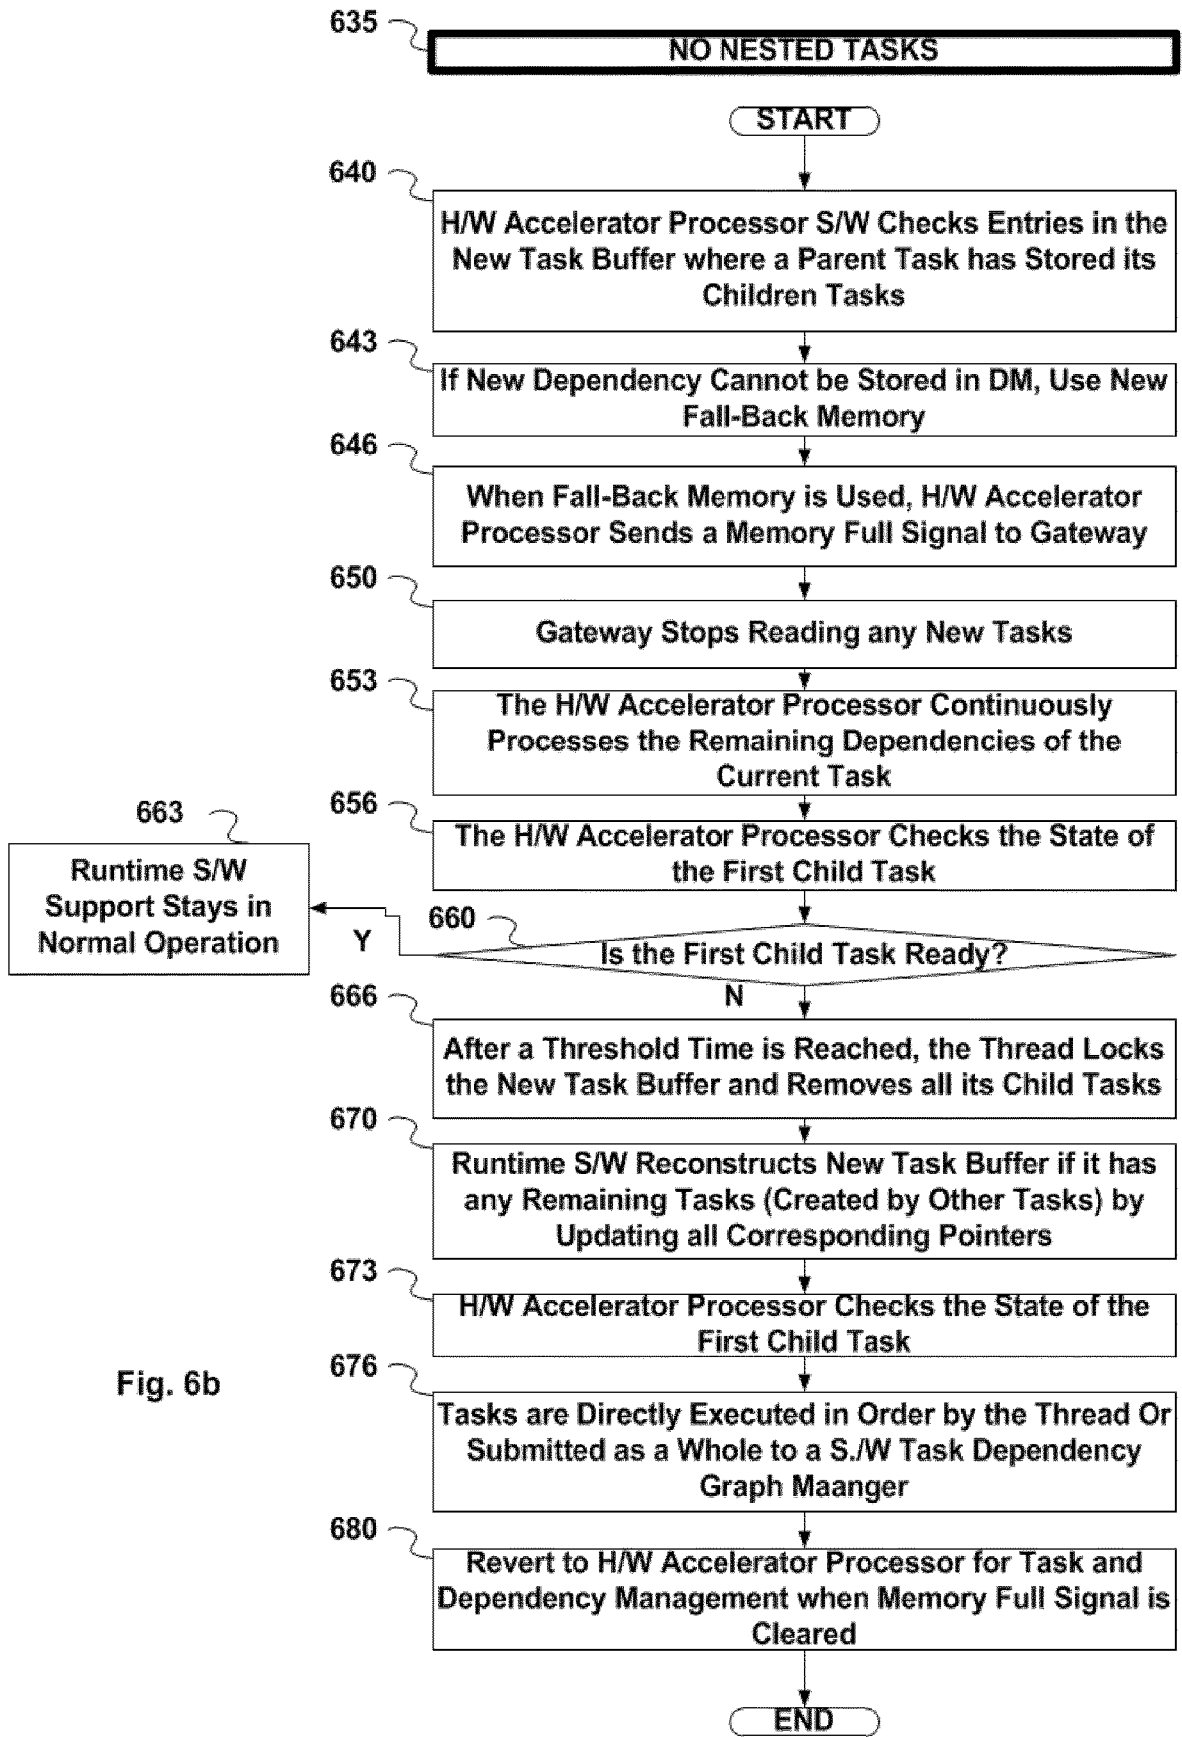 635
NO NESTED TASKS
START
640
H/W Accelerator Processor S/W Checks Entries in the
New Task Buffer where a Parent Task has Stored its
Children Tasks
643
If New Dependency Cannot be Stored in DM, Use New
Fall-Back Memory
646
When Fall-Back Memory is Used, H/W Accelerator
Processor Sends a Memory Full Signal to Gateway
650
Gateway Stops Reading any New Tasks
653
The H/W Accelerator Processor Continuously
Processes the Remaining Dependencies of the
Current Task
656
The H/W Accelerator Processor Checks the State of
the First Child Task
660
Is the First Child Task Ready?
Y
663
Runtime S/W
Support Stays in
Normal Operation
N
666
After a Threshold Time is Reached, the Thread Locks
the New Task Buffer and Removes all its Child Tasks
670
Runtime S/W Reconstructs New Task Buffer if it has
any Remaining Tasks (Created by Other Tasks) by
Updating all Corresponding Pointers
673
H/W Accelerator Processor Checks the State of the
First Child Task
676
Tasks are Directly Executed in Order by the Thread Or
Submitted as a Whole to a S./W Task Dependency
Graph Maanger
680
Revert to H/W Accelerator Processor for Task and
Dependency Management when Memory Full Signal is
Cleared
END
Fig. 6b